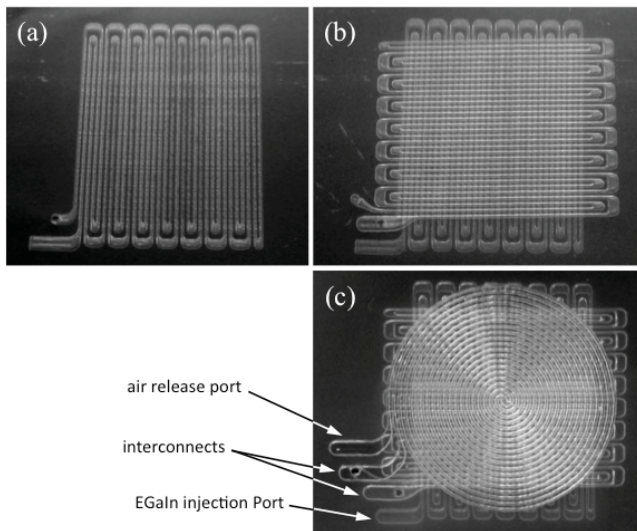 (a)
(b)
(c)
air release port
interconnects
EGaIn injection Port